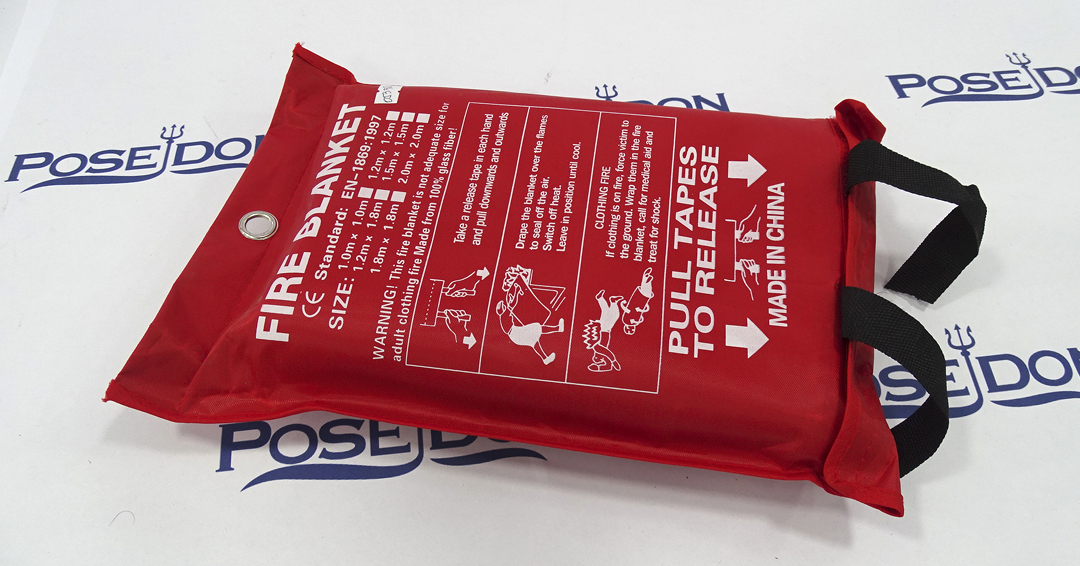 FIRE BLANKET
CE Standard: EN-1869:1997
SIZE: 1.0m × 1.0m 1.2m × 1.2m
1.2m × 1.8m 1.5m × 1.5m
1.8m × 1.8m 2.0m × 2.0m
WARNING! This fire blanket is not adequate size for
adult clothing fire Made from 100% glass fiber!
Take a release tape in each hand
and pull downwards and outwards
Drape the blanket over the flames
to seal off the air.
Switch off heat.
Leave in position until cool.
CLOTHING FIRE
If clothing is on fire, force victim to
the ground. Wrap them in the fire
blanket, call for medical aid and
treat for shock.
PULL TAPES
TO RELEASE
MADE IN CHINA
POSEIDON
POSEIDON
POSEIDON